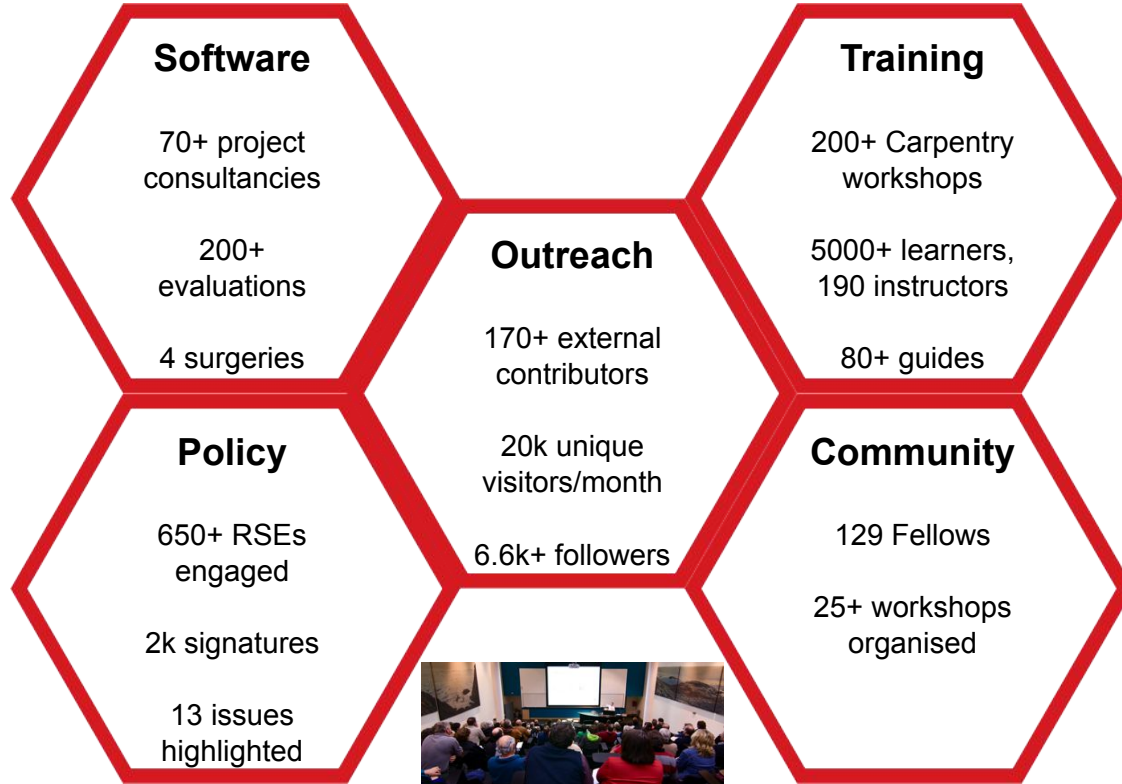 Software
70+ project
consultancies
200+
evaluations
4 surgeries
Training
200+ Carpentry
workshops
5000+ learners,
190 instructors
80+ guides
Outreach
170+ external
contributors
20k unique
visitors/month
6.6k+ followers
Policy
650+ RSEs
engaged
2k signatures
13 issues
highlighted
Community
129 Fellows
25+ workshops
organised